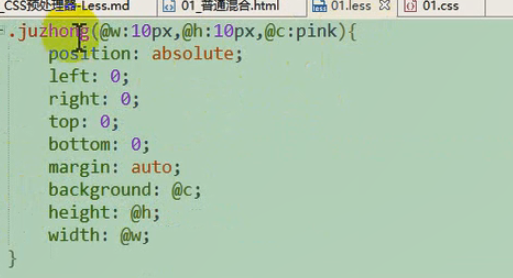 _CSS预处理器-Less.md 01_普通混合.html 01.less 01.css
.juzhong(@w:10px,@h:10px,@c:pink){
position: absolute;
left: 0;
right: 0;
top: 0;
bottom: 0;
margin: auto;
background: @c;
height: @h;
width: @w;
}